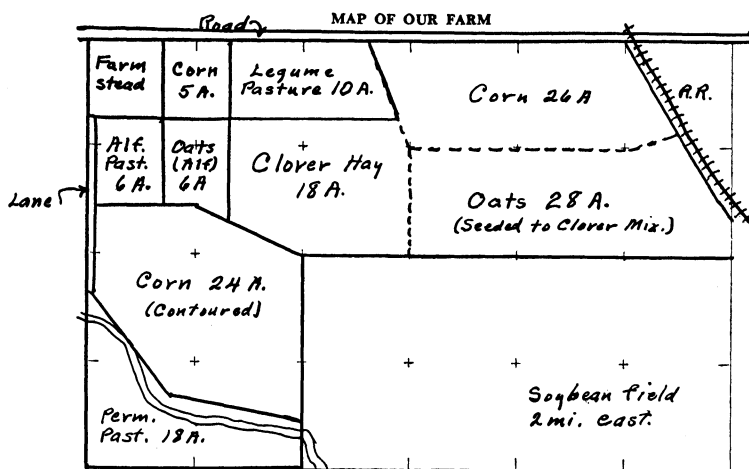 MAP OF OUR FARM
Road
Farm
stead
Corn
5 A.
Legume
Pasture 10 A.
Corn 26 A
R.R.
Alf.
Past.
6 A.
Oats
(Alf)
6A
Clover Hay
18 A.
Oats 28 A.
(Seeded to Clover Mix.)
Lane
Corn 24 A.
(Contoured)
Soybean field
2 mi. east.
Perm.
Past. 18 A.